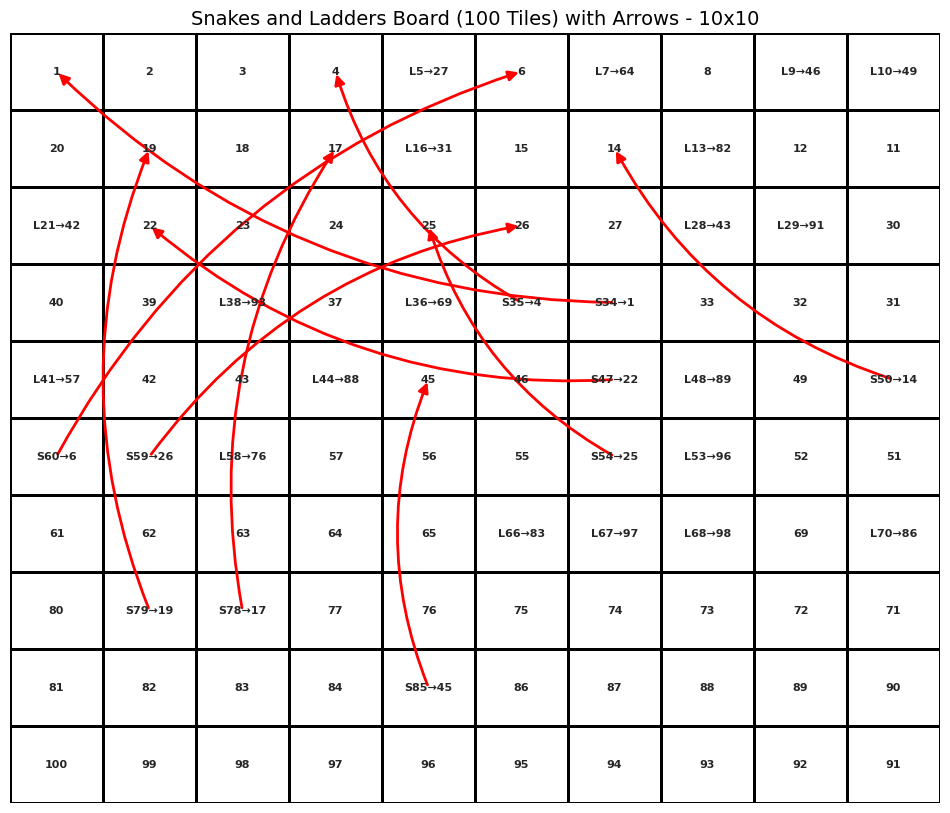 Snakes and Ladders Board (100 Tiles) with Arrows - 10x10
1 2 3 4 L5→27 6 L7→64 8 L9→46 L10→49
20 19 18 17 L16→31 15 14 L13→82 12 11
L21→42 22 23 24 25 26 27 L28→43 L29→91 30
40 39 L38→93 37 L36→69 S35→4 S34→1 33 32 31
L41→57 42 43 L44→88 45 46 S47→22 L48→89 49 S50→14
S60→6 S59→26 L58→76 57 56 55 S54→25 L53→96 52 51
61 62 63 64 65 L66→83 L67→97 L68→98 69 L70→86
80 S79→19 S78→17 77 76 75 74 73 72 71
81 82 83 84 S85→45 86 87 88 89 90
100 99 98 97 96 95 94 93 92 91